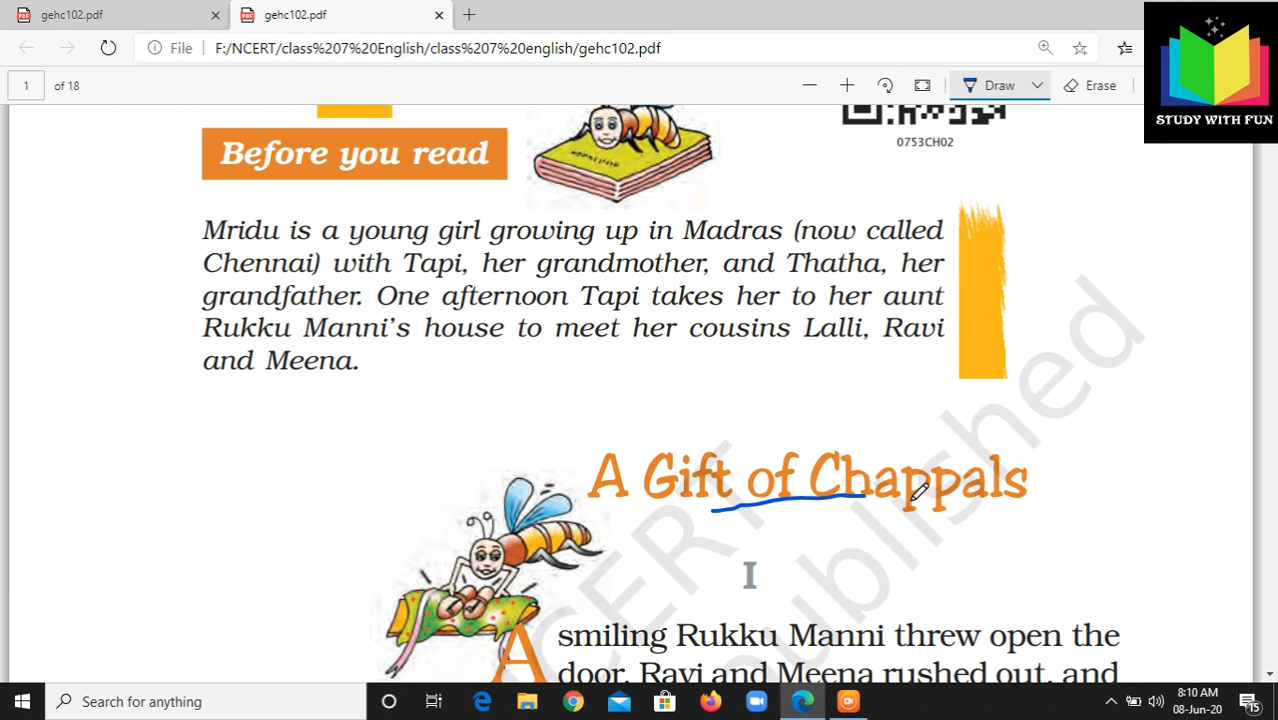 gehc102.pdf
gehc102.pdf
File F:/NCERT/class%207%20English/class%207%20english/gehc102.pdf
1 of 18
Draw
Erase
STUDY WITH FUN
0753CH02
Before you read
Mridu is a young girl growing up in Madras (now called
Chennai) with Tapi, her grandmother, and Thatha, her
grandfather. One afternoon Tapi takes her to her aunt
Rukku Manni's house to meet her cousins Lalli, Ravi
and Meena.
A Gift of Chappals
I
A smiling Rukku Manni threw open the
door. Ravi and Meena rushed out, and
NCERT
published
Search for anything
8:10 AM
08-Jun-20
15